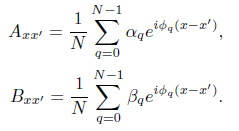 $$A_{xx'} = \frac{1}{N} \sum_{q=0}^{N-1} \alpha_q e^{i\phi_q(x-x')},$$
$$B_{xx'} = \frac{1}{N} \sum_{q=0}^{N-1} \beta_q e^{i\phi_q(x-x')}.$$